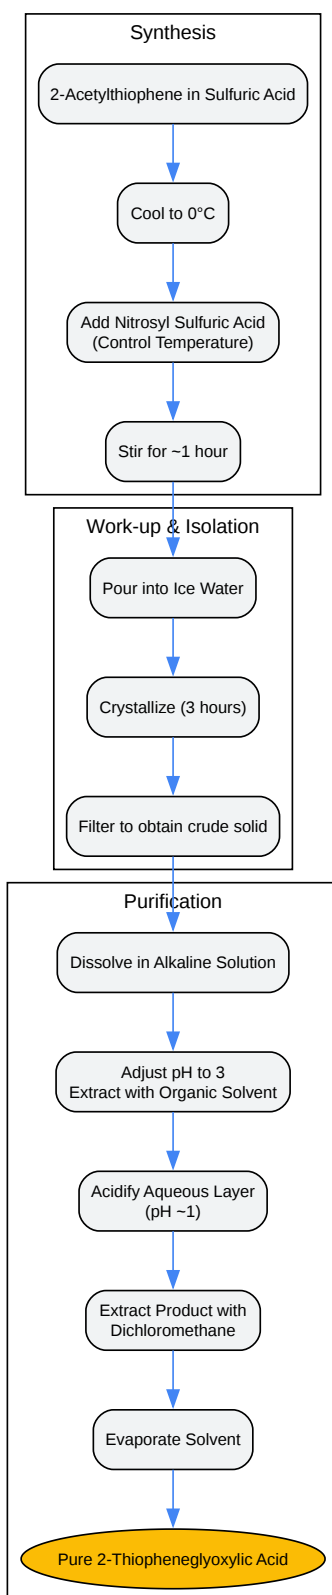 Synthesis
2-Acetylthiophene in Sulfuric Acid
Cool to 0°C
Add Nitrosyl Sulfuric Acid
(Control Temperature)
Stir for ~1 hour
Work-up & Isolation
Pour into Ice Water
Crystallize (3 hours)
Filter to obtain crude solid
Purification
Dissolve in Alkaline Solution
Adjust pH to 3
Extract with Organic Solvent
Acidify Aqueous Layer
(pH ~1)
Extract Product with
Dichloromethane
Evaporate Solvent
Pure 2-Thiopheneglyoxylic Acid